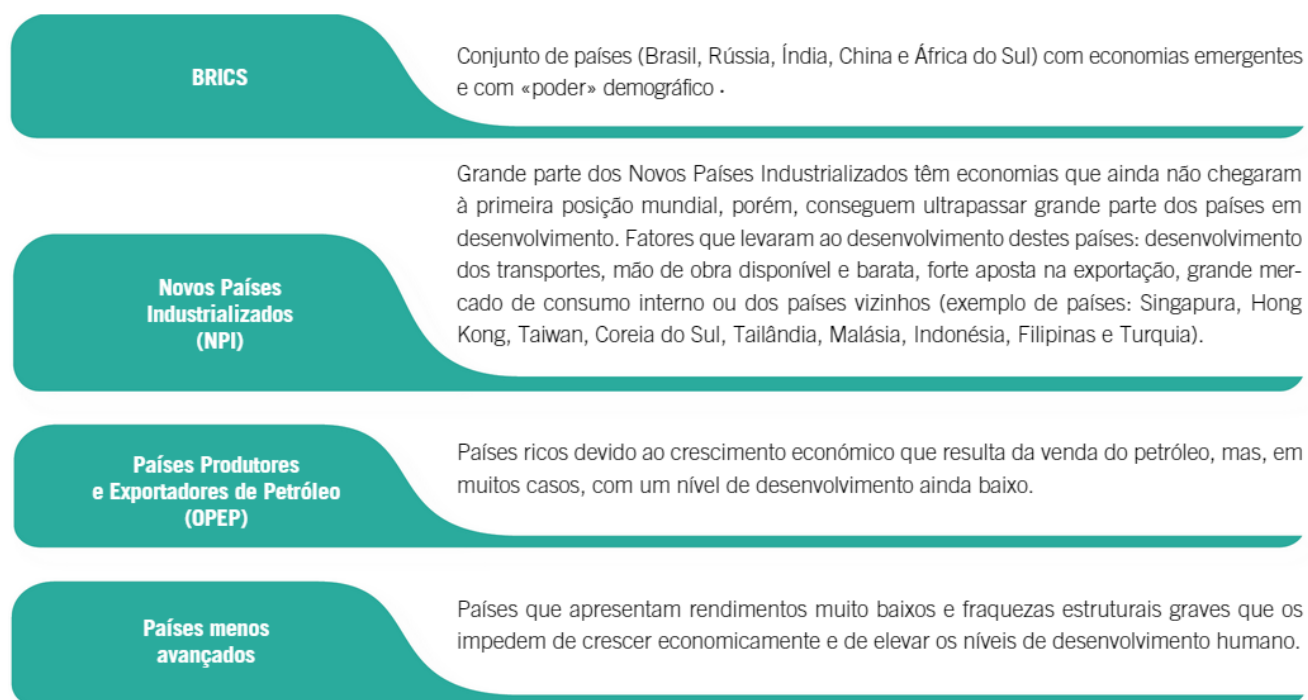 BRICS
Conjunto de países (Brasil, Rússia, Índia, China e África do Sul) com economias emergentes
e com «poder» demográfico .
Novos Países
Industrializados
(NPI)
Grande parte dos Novos Países Industrializados têm economias que ainda não chegaram
à primeira posição mundial, porém, conseguem ultrapassar grande parte dos países em
desenvolvimento. Fatores que levaram ao desenvolvimento destes países: desenvolvimento
dos transportes, mão de obra disponível e barata, forte aposta na exportação, grande mer-
cado de consumo interno ou dos países vizinhos (exemplo de países: Singapura, Hong
Kong, Taiwan, Coreia do Sul, Tailândia, Malásia, Indonésia, Filipinas e Turquia).
Países Produtores
e Exportadores de Petróleo
(OPEP)
Países ricos devido ao crescimento económico que resulta da venda do petróleo, mas, em
muitos casos, com um nível de desenvolvimento ainda baixo.
Países menos
avançados
Países que apresentam rendimentos muito baixos e fraquezas estruturais graves que os
impedem de crescer economicamente e de elevar os níveis de desenvolvimento humano.